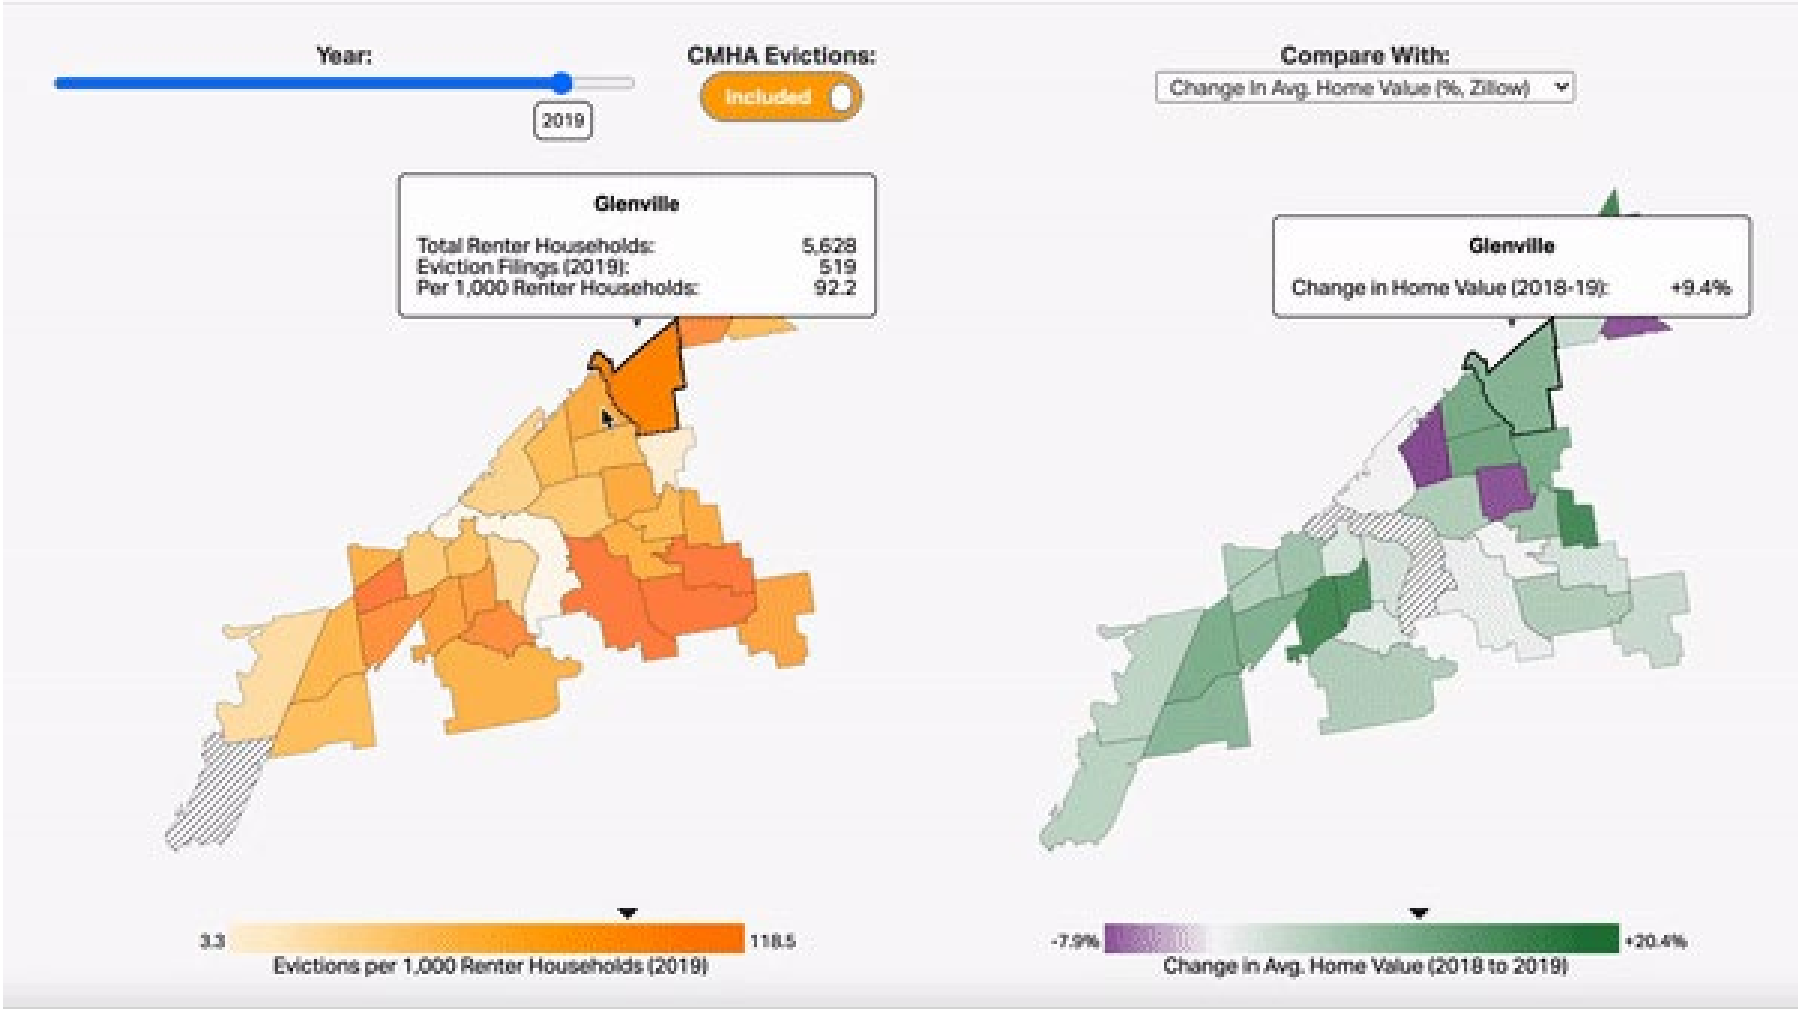 Year:
2019
CMHA Evictions:
Included
Compare With:
Change In Avg. Home Value (%, Zillow)
Glenville
Total Renter Households: 5,628
Eviction Filings (2019): 519
Per 1,000 Renter Households: 92.2
Glenville
Change in Home Value (2018-19): +9.4%
3.3 118.5
Evictions per 1,000 Renter Households (2019)
-7.9% +20.4%
Change in Avg. Home Value (2018 to 2019)